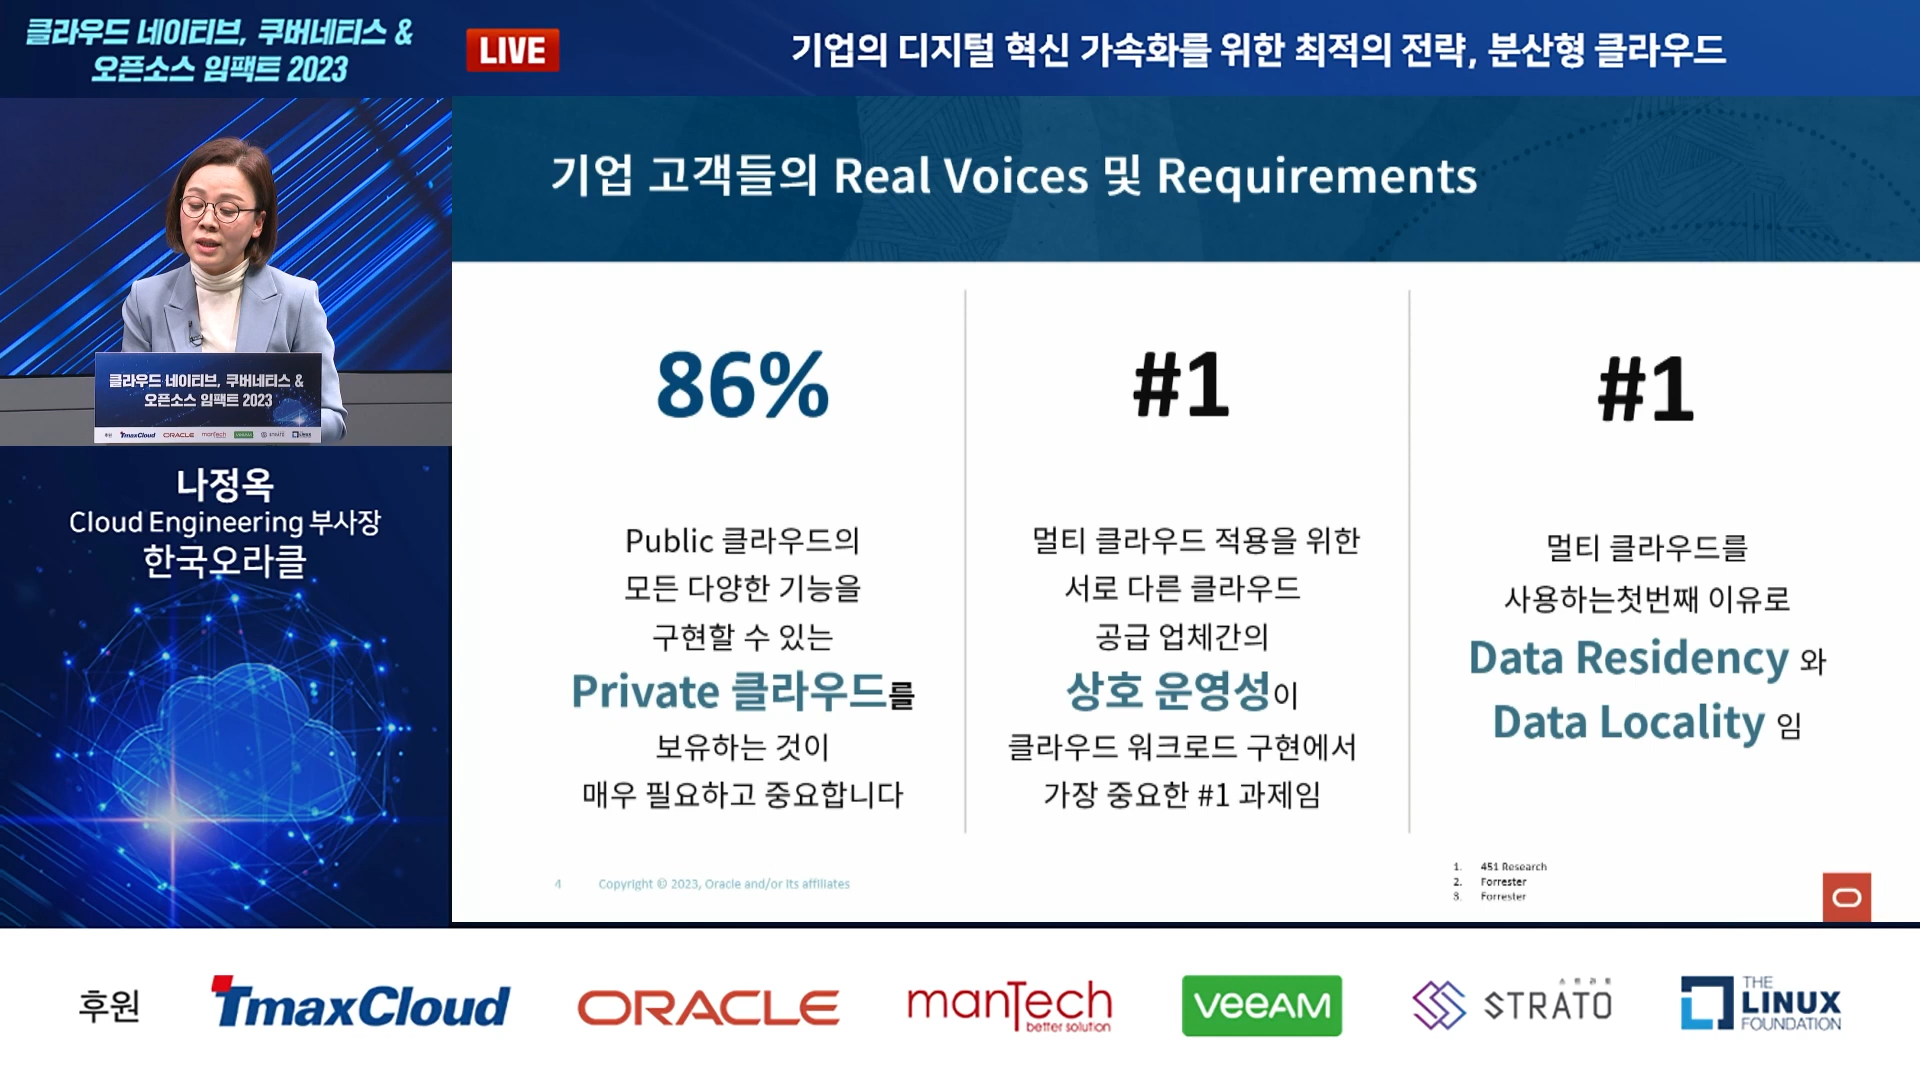 클라우드 네이티브, 쿠버네티스 &
오픈소스 임팩트 2023
LIVE
기업의 디지털 혁신 가속화를 위한 최적의 전략, 분산형 클라우드
클라우드 네이티브, 쿠버네티스 &
오픈소스 임팩트 2023
후원 TmaxCloud ORACLE manTech VEEAM STRATO LINUX
나정옥
Cloud Engineering 부사장
한국오라클
기업 고객들의 Real Voices 및 Requirements
86%
Public 클라우드의
모든 다양한 기능을
구현할 수 있는
Private 클라우드를
보유하는 것이
매우 필요하고 중요합니다
#1
멀티 클라우드 적용을 위한
서로 다른 클라우드
공급 업체간의
상호 운영성이
클라우드 워크로드 구현에서
가장 중요한 #1 과제임
#1
멀티 클라우드를
사용하는첫번째 이유로
Data Residency 와
Data Locality 임
4 Copyright © 2023, Oracle and/or its affiliates
1. 451 Research
2. Forrester
3. Forrester
후원
TmaxCloud
ORACLE
manTech
better solution
veeAM
스트라토
STRATO
THE
LINUX
FOUNDATION